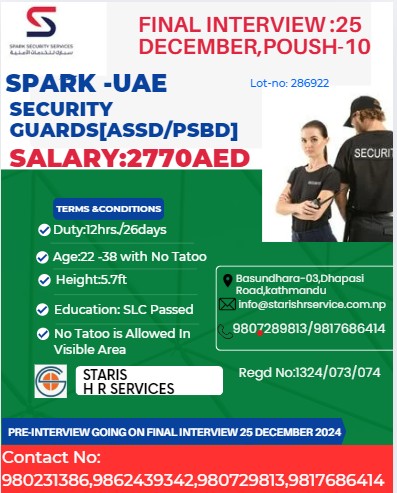 SPARK SECURITY SERVICES
سبارك للخدمات الأمنية
FINAL INTERVIEW :25
DECEMBER,POUSH-10
SPARK -UAE
Lot-no: 286922
SECURITY
GUARDS[ASSD/PSBD]
SALARY:2770AED
SECURIT
TERMS &CONDITIONS
Duty:12hrs./26days
Age:22 -38 with No Tatoo
Height:5.7ft
Education: SLC Passed
No Tatoo is Allowed In
Visible Area
Basundhara-03,Dhapasi
Road,kathmandu
info@starishrservice.com.np
9807289813/9817686414
STARIS
H R SERVICES
Regd No:1324/073/074
PRE-INTERVIEW GOING ON FINAL INTERVIEW 25 DECEMBER 2024
Contact No:
980231386,9862439342,980729813,9817686414